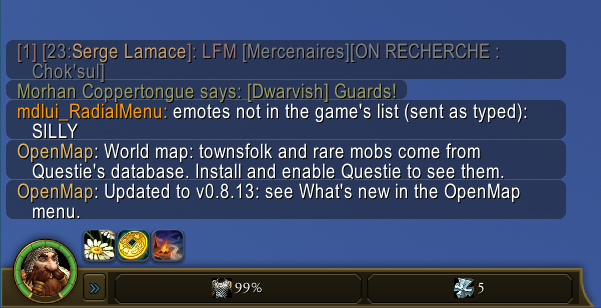 [1] [23:Serge Lamace]: LFM [Mercenaires][ON RECHERCHE :
Chok'sul]
Morhan Coppertongue says: [Dwarvish] Guards!
mdlui_RadialMenu: emotes not in the game's list (sent as typed):
SILLY
OpenMap: World map: townsfolk and rare mobs come from
Questie's database. Install and enable Questie to see them.
OpenMap: Updated to v0.8.13: see What's new in the OpenMap
menu.
99%
5